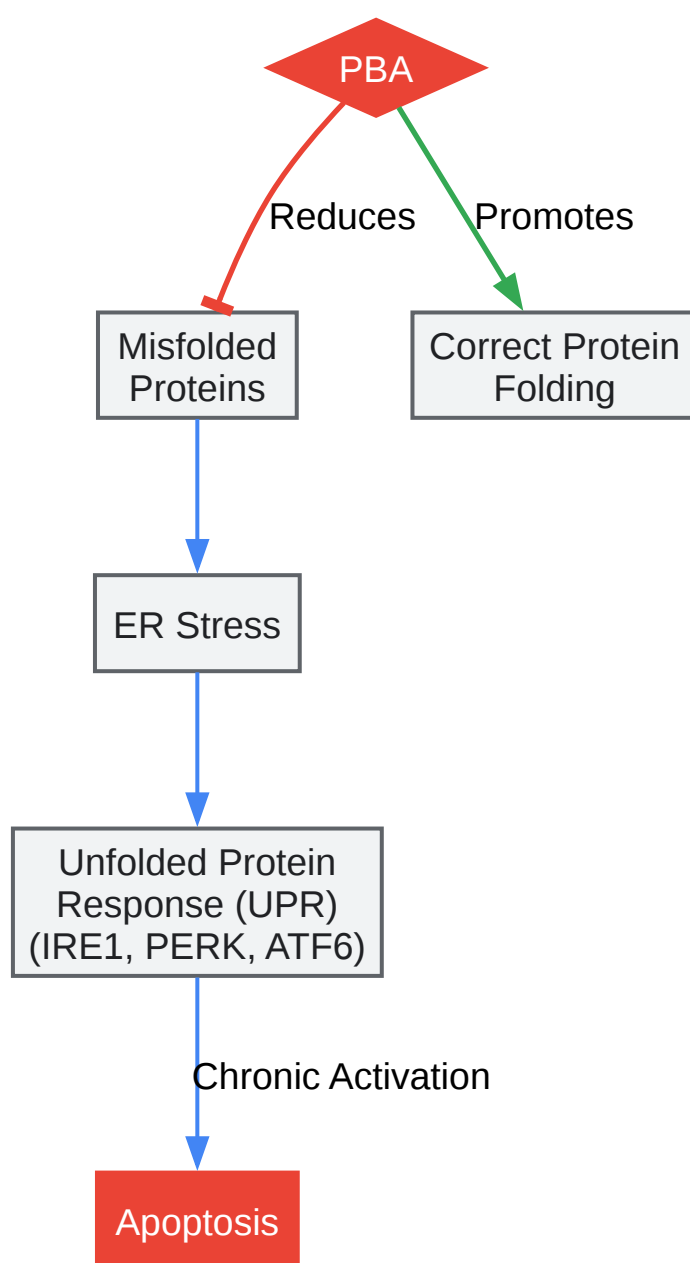 PBA
Reduces
Promotes
Misfolded
Proteins
Correct Protein
Folding
ER Stress
Unfolded Protein
Response (UPR)
(IRE1, PERK, ATF6)
Chronic Activation
Apoptosis